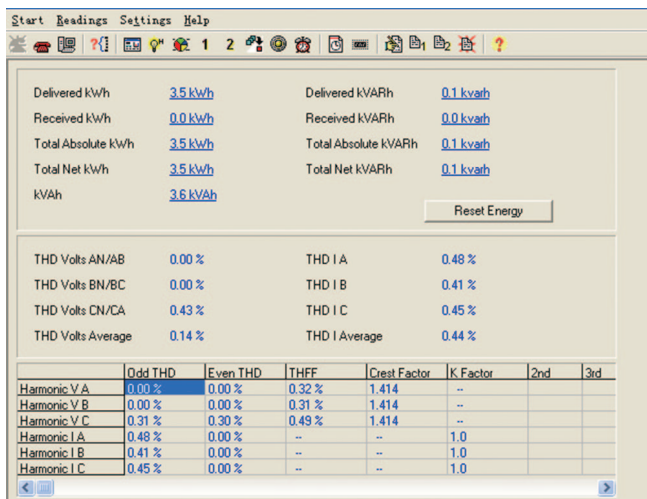 Start Readings Settings Help
1 2
Delivered kWh 3.5 kWh Delivered kVARh 0.1 kvarh
Received kWh 0.0 kWh Received kVARh 0.0 kvarh
Total Absolute kWh 3.5 kWh Total Absolute kVARh 0.1 kvarh
Total Net kWh 3.5 kWh Total Net kVARh 0.1 kvarh
kVAh 3.6 kVAh
Reset Energy
THD Volts AN/AB 0.00 % THD I A 0.48 %
THD Volts BN/BC 0.00 % THD I B 0.41 %
THD Volts CN/CA 0.43 % THD I C 0.45 %
THD Volts Average 0.14 % THD I Average 0.44 %
Odd THD Even THD THFF Crest Factor K Factor 2nd 3rd
Harmonic V A 0.00 % 0.00 % 0.32 % 1.414 --
Harmonic V B 0.00 % 0.00 % 0.31 % 1.414 --
Harmonic V C 0.31 % 0.30 % 0.49 % 1.414 --
Harmonic I A 0.48 % 0.00 % -- -- 1.0
Harmonic I B 0.41 % 0.00 % -- -- 1.0
Harmonic I C 0.45 % 0.00 % -- -- 1.0